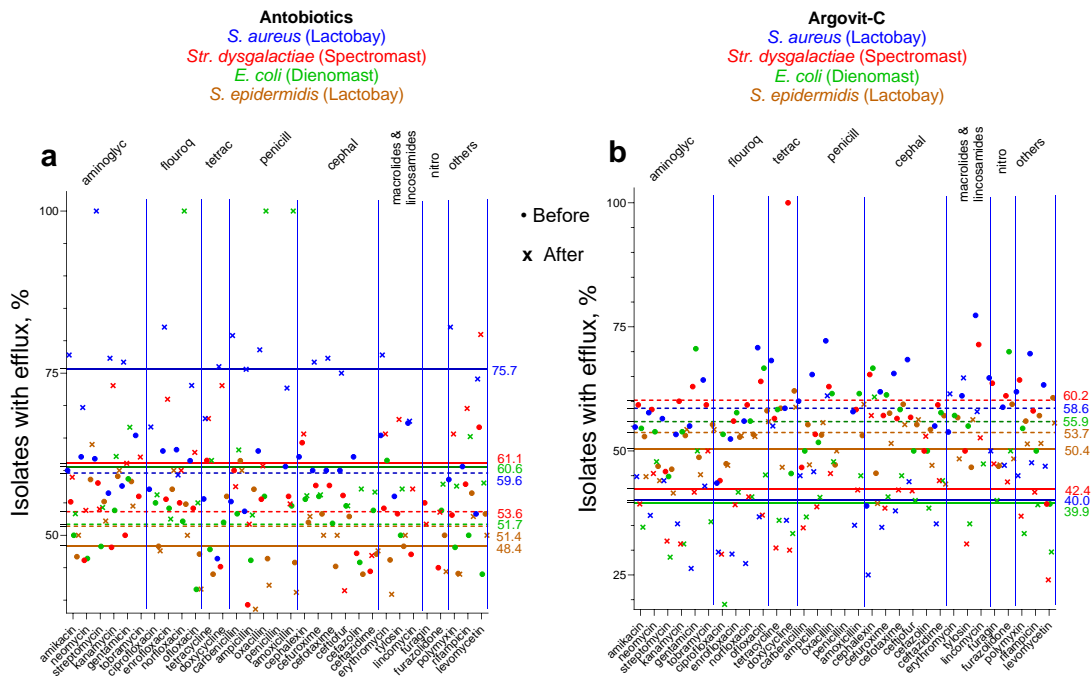 Antobiotics
S. aureus (Lactobay)
Str. dysgalactiae (Spectromast)
E. coli (Dienomast)
S. epidermidis (Lactobay)
Argovit-C
S. aureus (Lactobay)
Str. dysgalactiae (Spectromast)
E. coli (Dienomast)
S. epidermidis (Lactobay)
a
aminoglyc
flouroq
tetrac
penicill
cephal
macrolides &
lincosamides
nitro
others
Isolates with efflux, %
100
75
50
75.7
61.1
60.6
59.6
53.6
51.7
51.4
48.4
amikacin
neomycin
streptomycin
kanamycin
gentamicin
tobramycin
ciprofloxacin
enrofloxacin
norfloxacin
ofloxacin
tetracycline
doxycycline
carbenicillin
ampicillin
oxacillin
penicillin
amoxicillin
cephalexin
cefuroxime
cefotaxime
ceftiofur
cefazolin
ceftazidime
erythromycin
tylosin
lincomycin
furagin
furazolidone
polymyxin
rifampicin
levomycetin
• Before
x After
b
aminoglyc
flouroq
tetrac
penicill
cephal
macrolides &
lincosamides
nitro
others
Isolates with efflux, %
100
75
50
25
60.2
58.6
55.9
53.7
50.4
42.4
40.0
39.9
amikacin
neomycin
streptomycin
kanamycin
gentamicin
tobramycin
ciprofloxacin
enrofloxacin
norfloxacin
ofloxacin
tetracycline
doxycycline
carbenicillin
ampicillin
oxacillin
penicillin
amoxicillin
cephalexin
cefuroxime
cefotaxime
ceftiofur
cefazolin
ceftazidime
erythromycin
tylosin
lincomycin
furagin
furazolidone
polymyxin
rifampicin
levomycetin